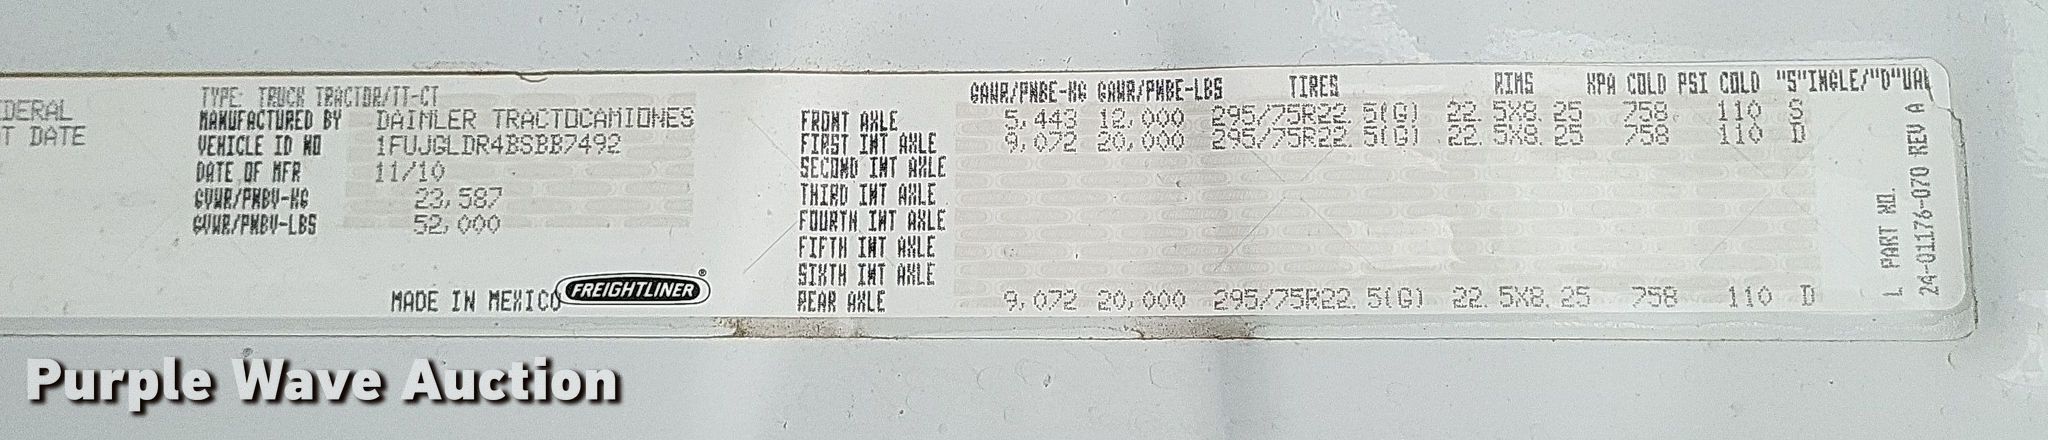 DERAL
T DATE
TYPE: TRUCK TRACTOR/TT-CT
MANUFACTURED BY DAIMLER TRACTOCAMIONES
VEHICLE ID NO 1FUJGLDR4BSBB7492
DATE OF MFR 11/10
GVWR/PNBV-KG 23,587
GVWR/PNBV-LBS 52,000
MADE IN MEXICO FREIGHTLINER®
GAWR/PNBE-KG GAWR/PNBE-LBS TIRES RIMS KPA COLD PSI COLD "S"INGLE/"D"UAL
FRONT AXLE 5,443 12,000 295/75R22.5(G) 22.5X8.25 758 110 S
FIRST INT AXLE 9,072 20,000 295/75R22.5(G) 22.5X8.25 758 110 D
SECOND INT AXLE
THIRD INT AXLE
FOURTH INT AXLE
FIFTH INT AXLE
SIXTH INT AXLE
REAR AXLE 9,072 20,000 295/75R22.5(G) 22.5X8.25 758 110 D
PART NO.
24-01176-070 REV A
Purple Wave Auction